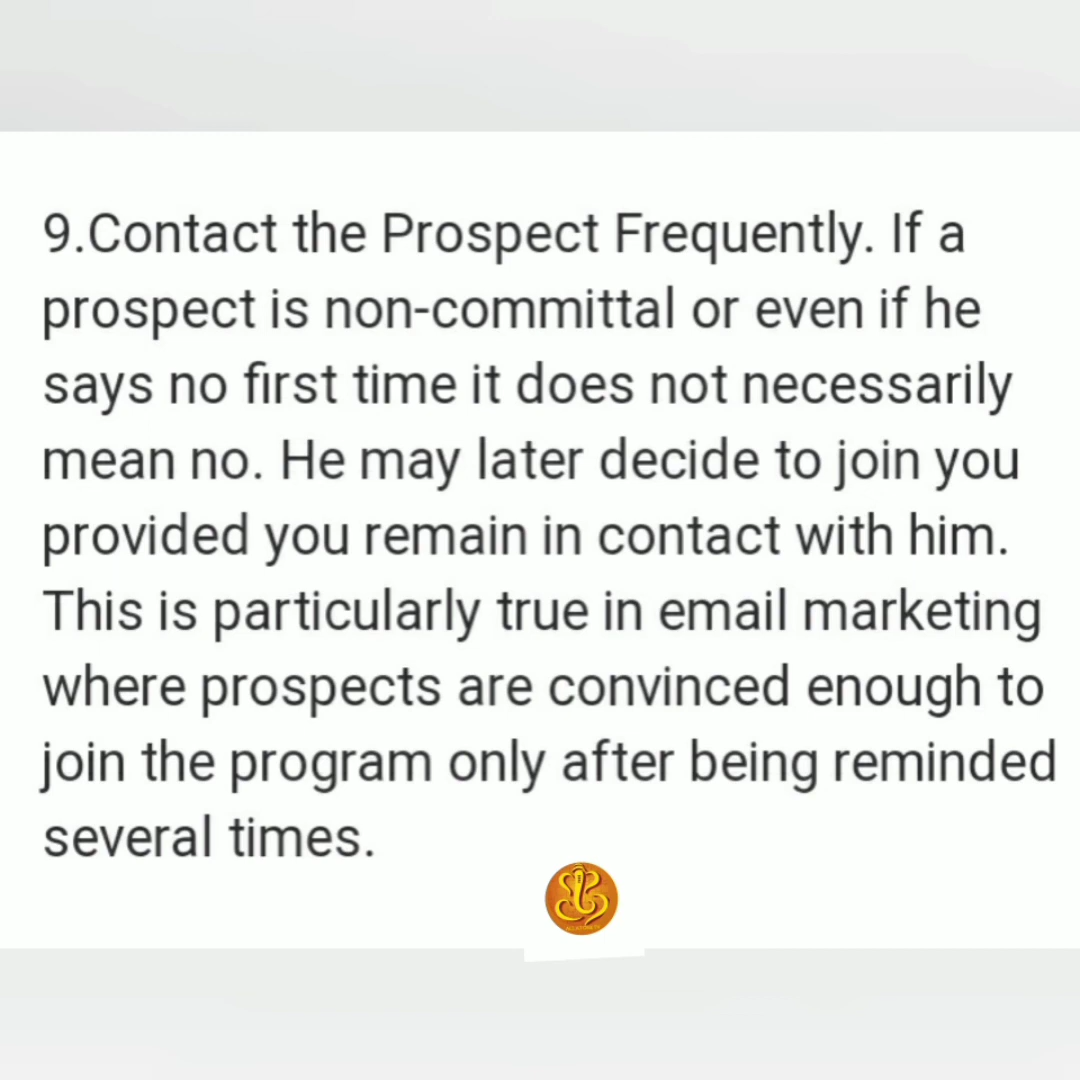 9.Contact the Prospect Frequently. If a
prospect is non-committal or even if he
says no first time it does not necessarily
mean no. He may later decide to join you
provided you remain in contact with him.
This is particularly true in email marketing
where prospects are convinced enough to
join the program only after being reminded
several times.